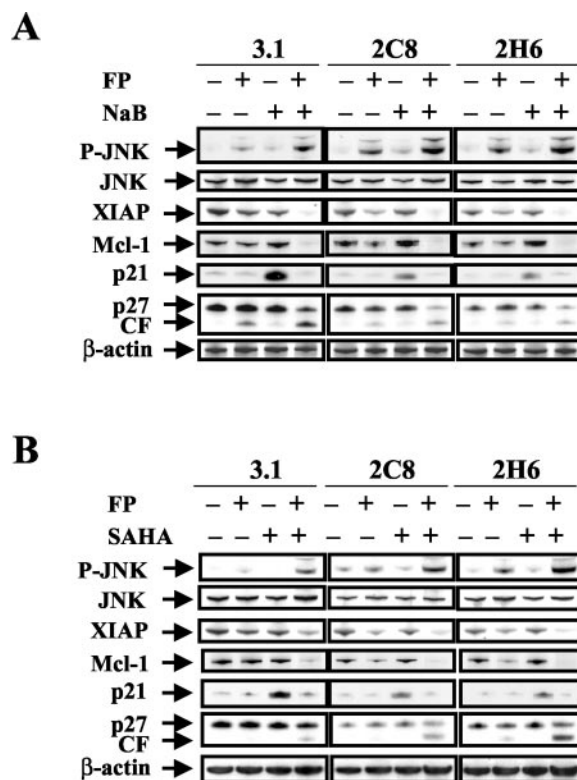 A
3.1 2C8 2H6
FP – + – + – + – + – + – +
NaB – – + + – – + + – – + +
P-JNK
JNK
XIAP
Mcl-1
p21
p27
CF
β-actin
B
3.1 2C8 2H6
FP – + – + – + – + – + – +
SAHA – – + + – – + + – – + +
P-JNK
JNK
XIAP
Mcl-1
p21
p27
CF
β-actin